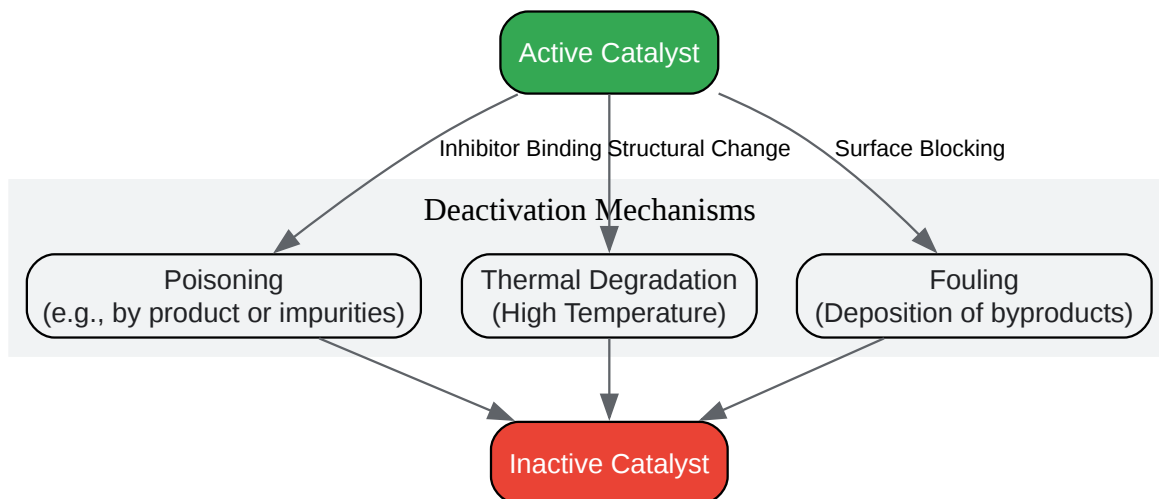 Active Catalyst
Inhibitor Binding
Structural Change
Surface Blocking
Deactivation Mechanisms
Poisoning
(e.g., by product or impurities)
Thermal Degradation
(High Temperature)
Fouling
(Deposition of byproducts)
Inactive Catalyst